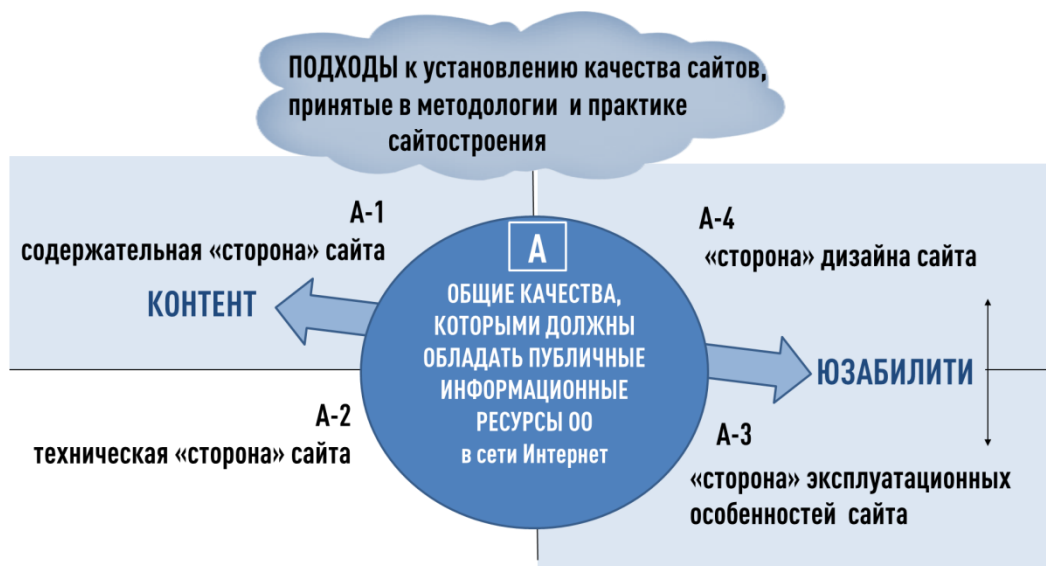 ПОДХОДЫ к установлению качества сайтов,
принятые в методологии и практике
сайтостроения
А-1
содержательная «сторона» сайта
КОНТЕНТ
А-4
«сторона» дизайна сайта
А
ОБЩИЕ КАЧЕСТВА,
КОТОРЫМИ ДОЛЖНЫ
ОБЛАДАТЬ ПУБЛИЧНЫЕ
ИНФОРМАЦИОННЫЕ
РЕСУРСЫ ОО
в сети Интернет
ЮЗАБИЛИТИ
А-2
техническая «сторона» сайта
А-3
«сторона» эксплуатационных
особенностей сайта